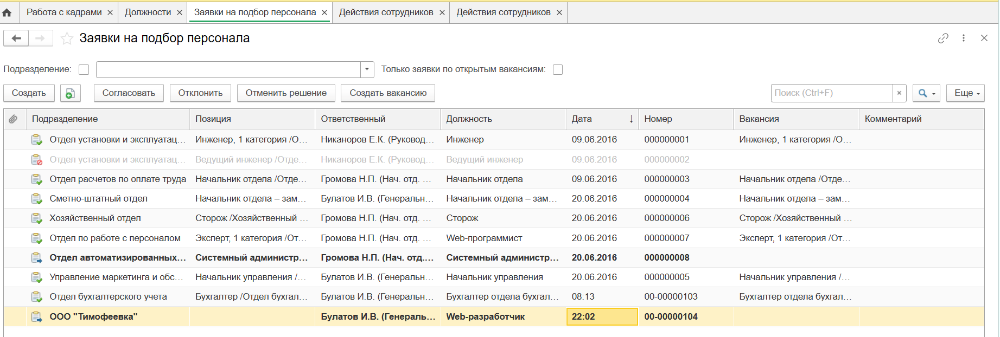 Работа с кадрами × Должности × Заявки на подбор персонала × Действия сотрудников × Действия сотрудников ×
Заявки на подбор персонала
Подразделение: Только заявки по открытым вакансиям:
Создать Согласовать Отклонить Отменить решение Создать вакансию Поиск (Ctrl+F) × Еще
Подразделение Позиция Ответственный Должность Дата ↓ Номер Вакансия Комментарий
Отдел установки и эксплуатац... Инженер, 1 категория /О... Никаноров Е.К. (Руковод... Инженер 09.06.2016 000000001 Инженер, 1 категория /О...
Отдел установки и эксплуатац... Ведущий инженер /Отде... Никаноров Е.К. (Руковод... Ведущий инженер 09.06.2016 000000002
Отдел расчетов по оплате труда Начальник отдела /Отде... Громова Н.П. (Нач. отд. ... Начальник отдела 09.06.2016 000000003 Начальник отдела /Отде...
Сметно-штатный отдел Начальник отдела – зам... Булатов И.В. (Генеральн... Начальник отдела – зам... 20.06.2016 000000004 Начальник отдела – зам...
Хозяйственный отдел Сторож /Хозяйственный ... Громова Н.П. (Нач. отд. ... Сторож 20.06.2016 000000006 Сторож /Хозяйственный ...
Отдел по работе с персоналом Эксперт, 1 категория /От... Громова Н.П. (Нач. отд. ... Web-программист 20.06.2016 000000007 Эксперт, 1 категория /От...
Отдел автоматизированных... Системный администр... Громова Н.П. (Нач. отд.... Системный администр... 20.06.2016 000000008
Управление маркетинга и обс... Начальник управления /... Булатов И.В. (Генеральн... Начальник управления 20.06.2016 000000005 Начальник управления /...
Отдел бухгалтерского учета Бухгалтер /Отдел бухгал... Булатов И.В. (Генеральн... Бухгалтер отдела бухгал... 08:13 00-00000103 Бухгалтер отдела бухгал...
ООО "Тимофеевка" Булатов И.В. (Генераль... Web-разработчик 22:02 00-00000104